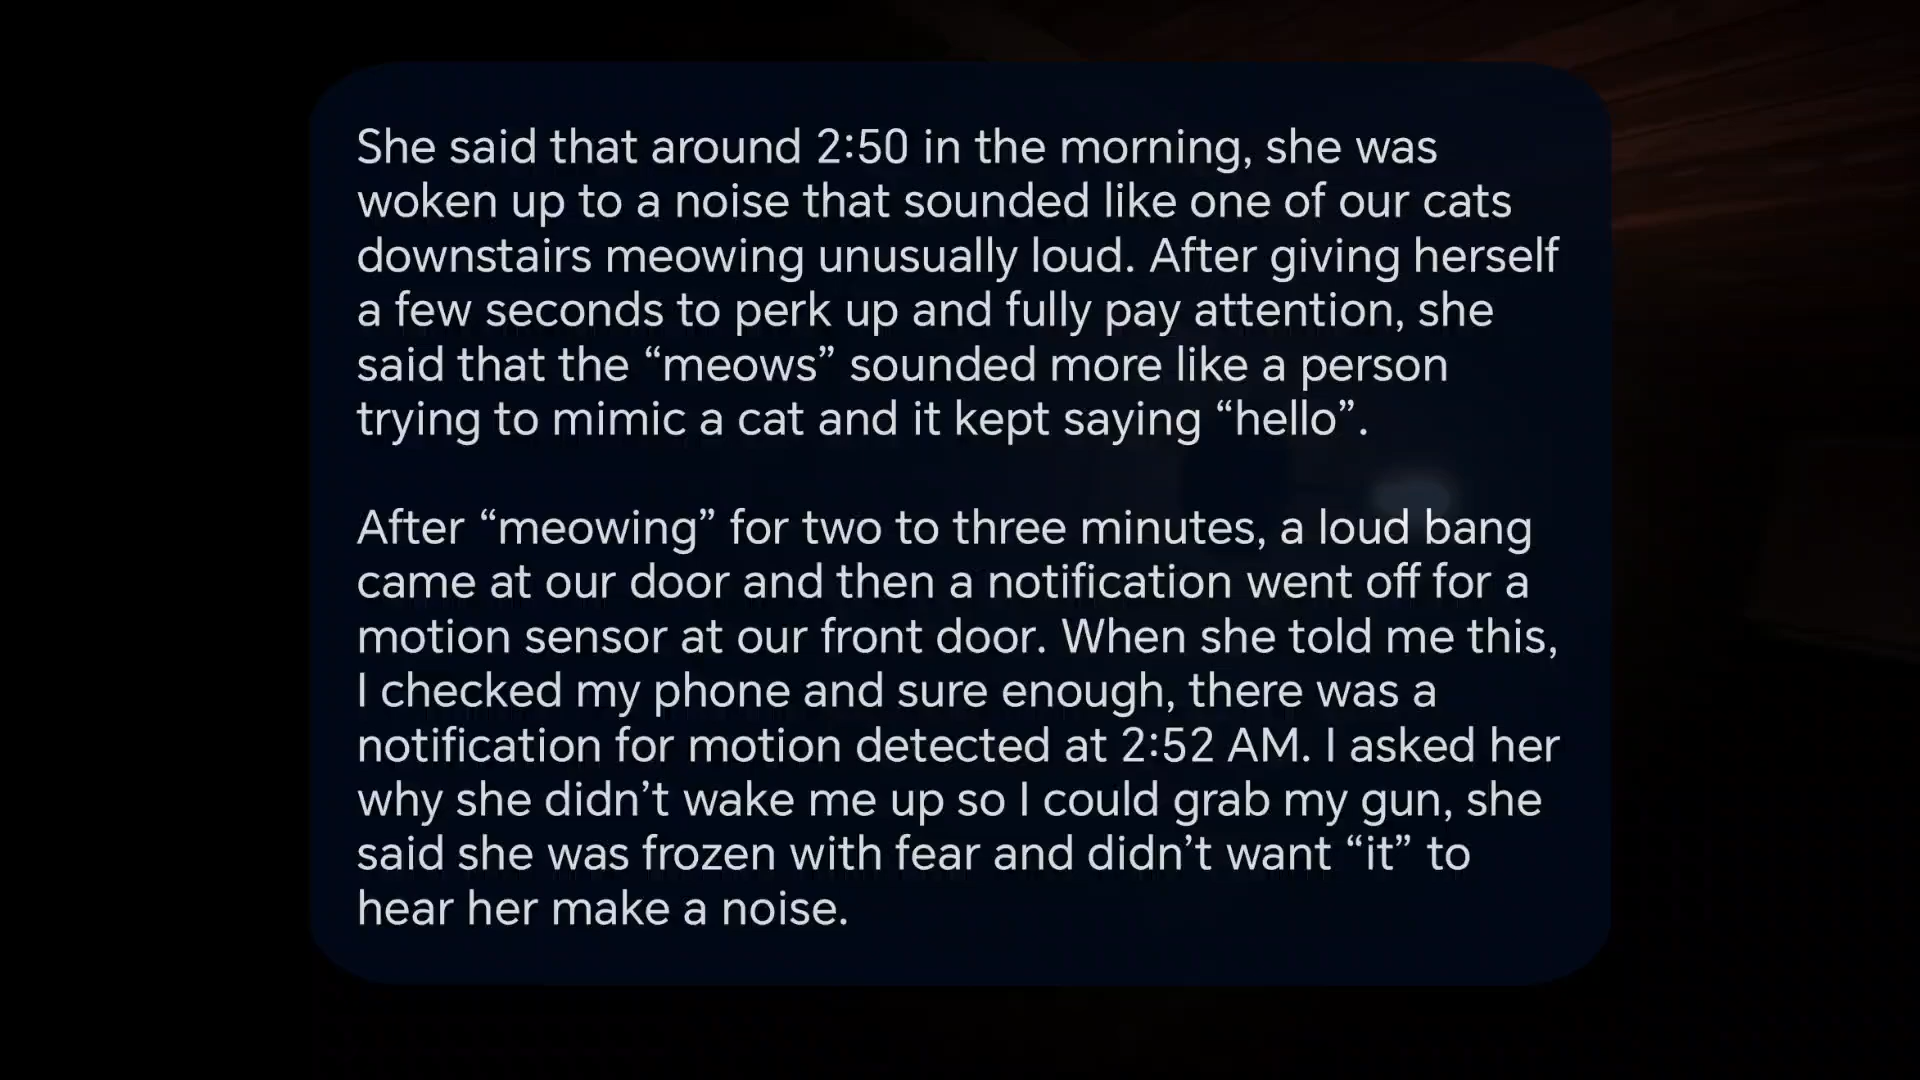 She said that around 2:50 in the morning, she was
woken up to a noise that sounded like one of our cats
downstairs meowing unusually loud. After giving herself
a few seconds to perk up and fully pay attention, she
said that the “meows” sounded more like a person
trying to mimic a cat and it kept saying “hello”.
After “meowing” for two to three minutes, a loud bang
came at our door and then a notification went off for a
motion sensor at our front door. When she told me this,
I checked my phone and sure enough, there was a
notification for motion detected at 2:52 AM. I asked her
why she didn’t wake me up so I could grab my gun, she
said she was frozen with fear and didn’t want “it” to
hear her make a noise.